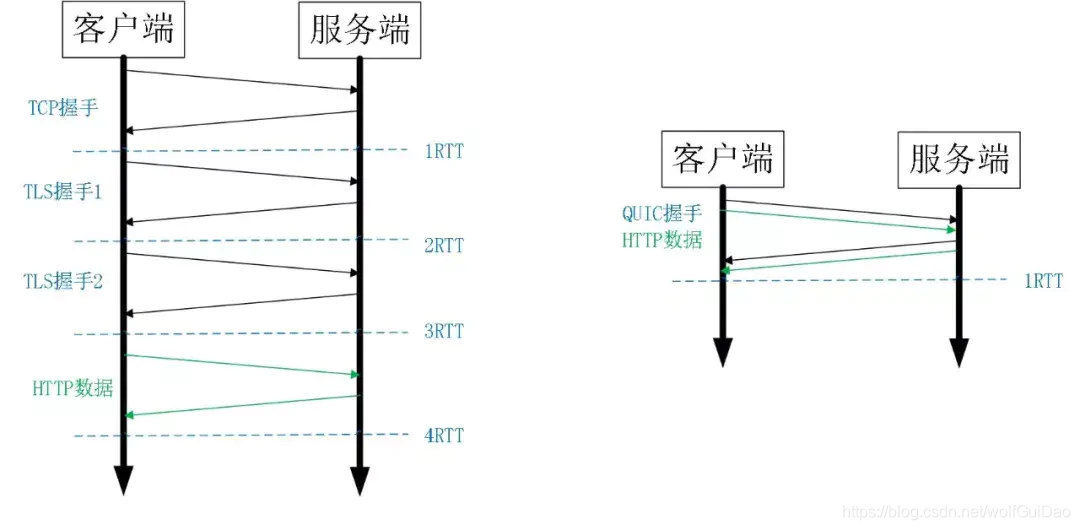 客户端
服务端
TCP握手
1RTT
TLS握手1
2RTT
TLS握手2
3RTT
HTTP数据
4RTT
客户端
服务端
QUIC握手
HTTP数据
1RTT
https://blog.csdn.net/wolfGuiDao